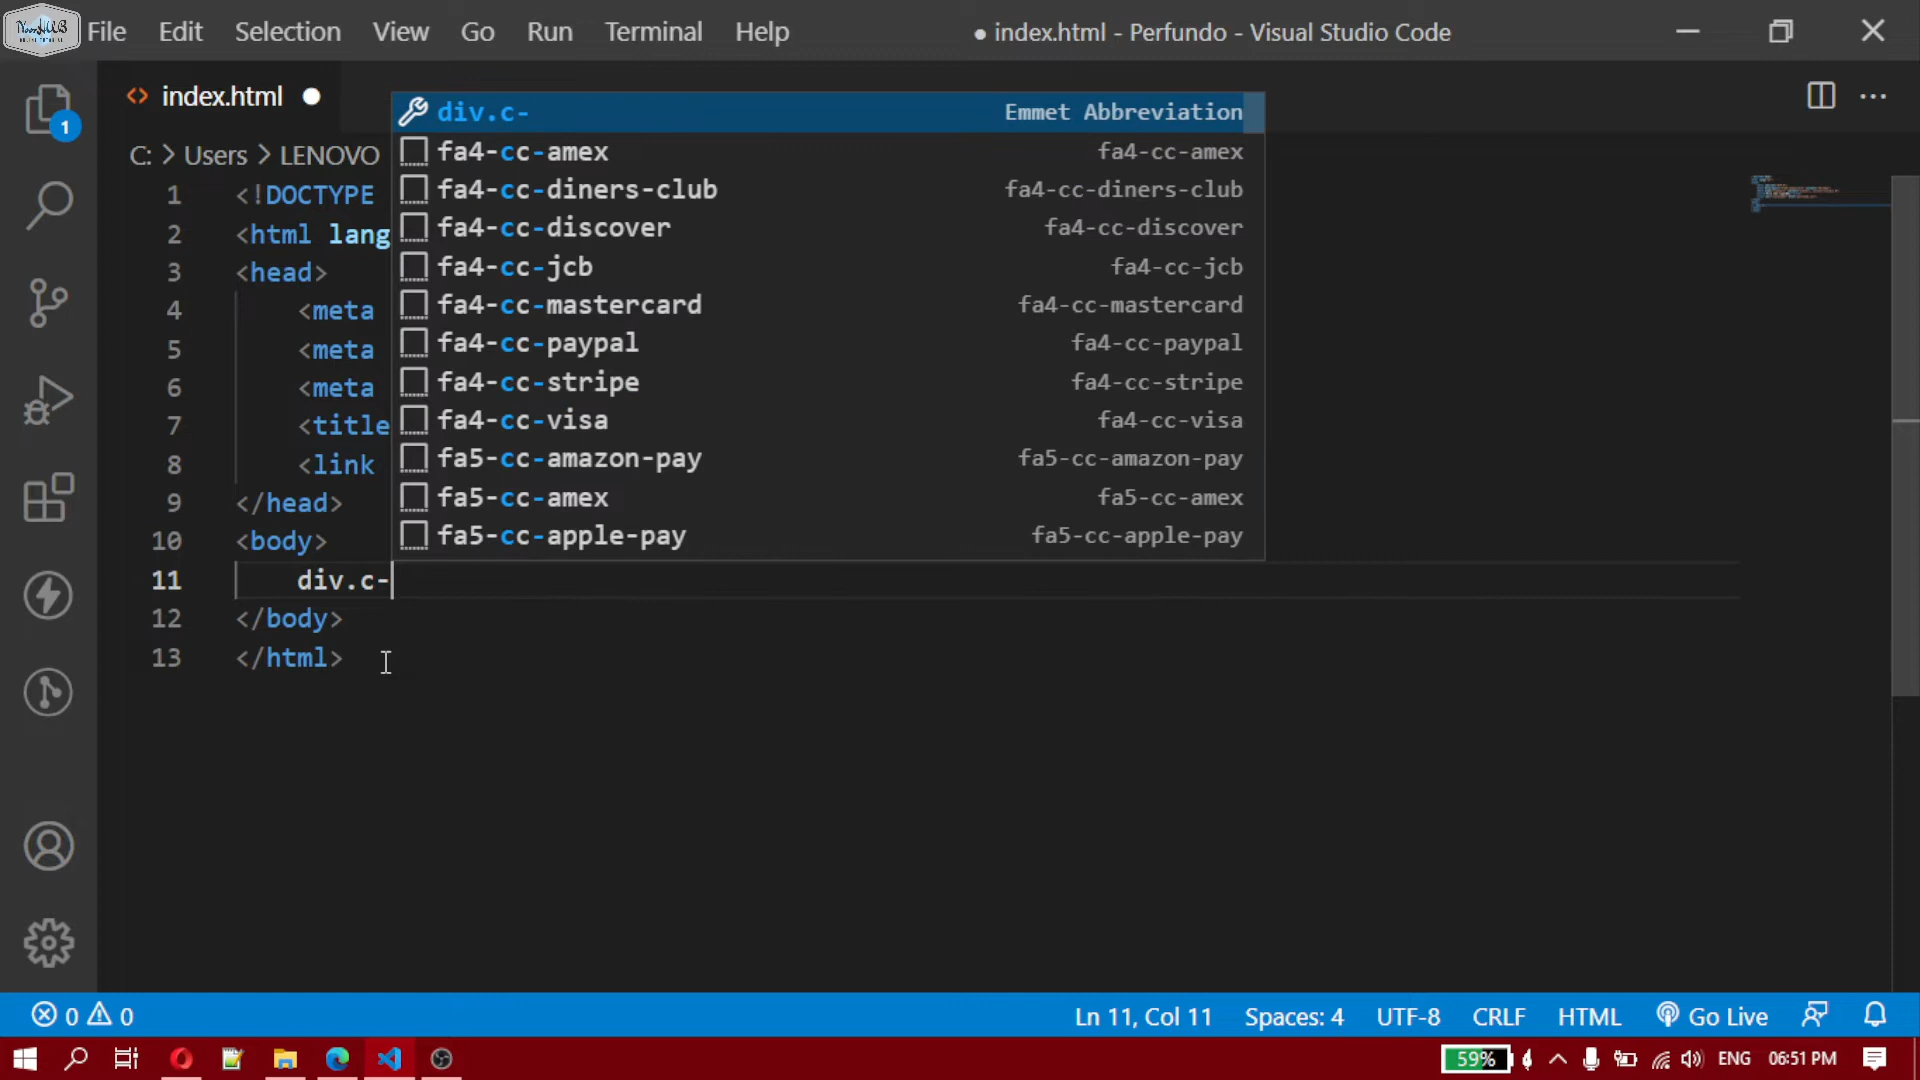 NoonHUB
File Edit Selection View Go Run Terminal Help
● index.html - Perfundo - Visual Studio Code
1
<> index.html ●
C: > Users > LENOVO
div.c- Emmet Abbreviation
fa4-cc-amex fa4-cc-amex
fa4-cc-diners-club fa4-cc-diners-club
fa4-cc-discover fa4-cc-discover
fa4-cc-jcb fa4-cc-jcb
fa4-cc-mastercard fa4-cc-mastercard
fa4-cc-paypal fa4-cc-paypal
fa4-cc-stripe fa4-cc-stripe
fa4-cc-visa fa4-cc-visa
fa5-cc-amazon-pay fa5-cc-amazon-pay
fa5-cc-amex fa5-cc-amex
fa5-cc-apple-pay fa5-cc-apple-pay
1 <!DOCTYPE
2 <html lang
3 <head>
4 <meta
5 <meta
6 <meta
7 <title
8 <link
9 </head>
10 <body>
11 div.c-
12 </body>
13 </html>
0 0
Ln 11, Col 11 Spaces: 4 UTF-8 CRLF HTML Go Live
59% ENG 06:51 PM